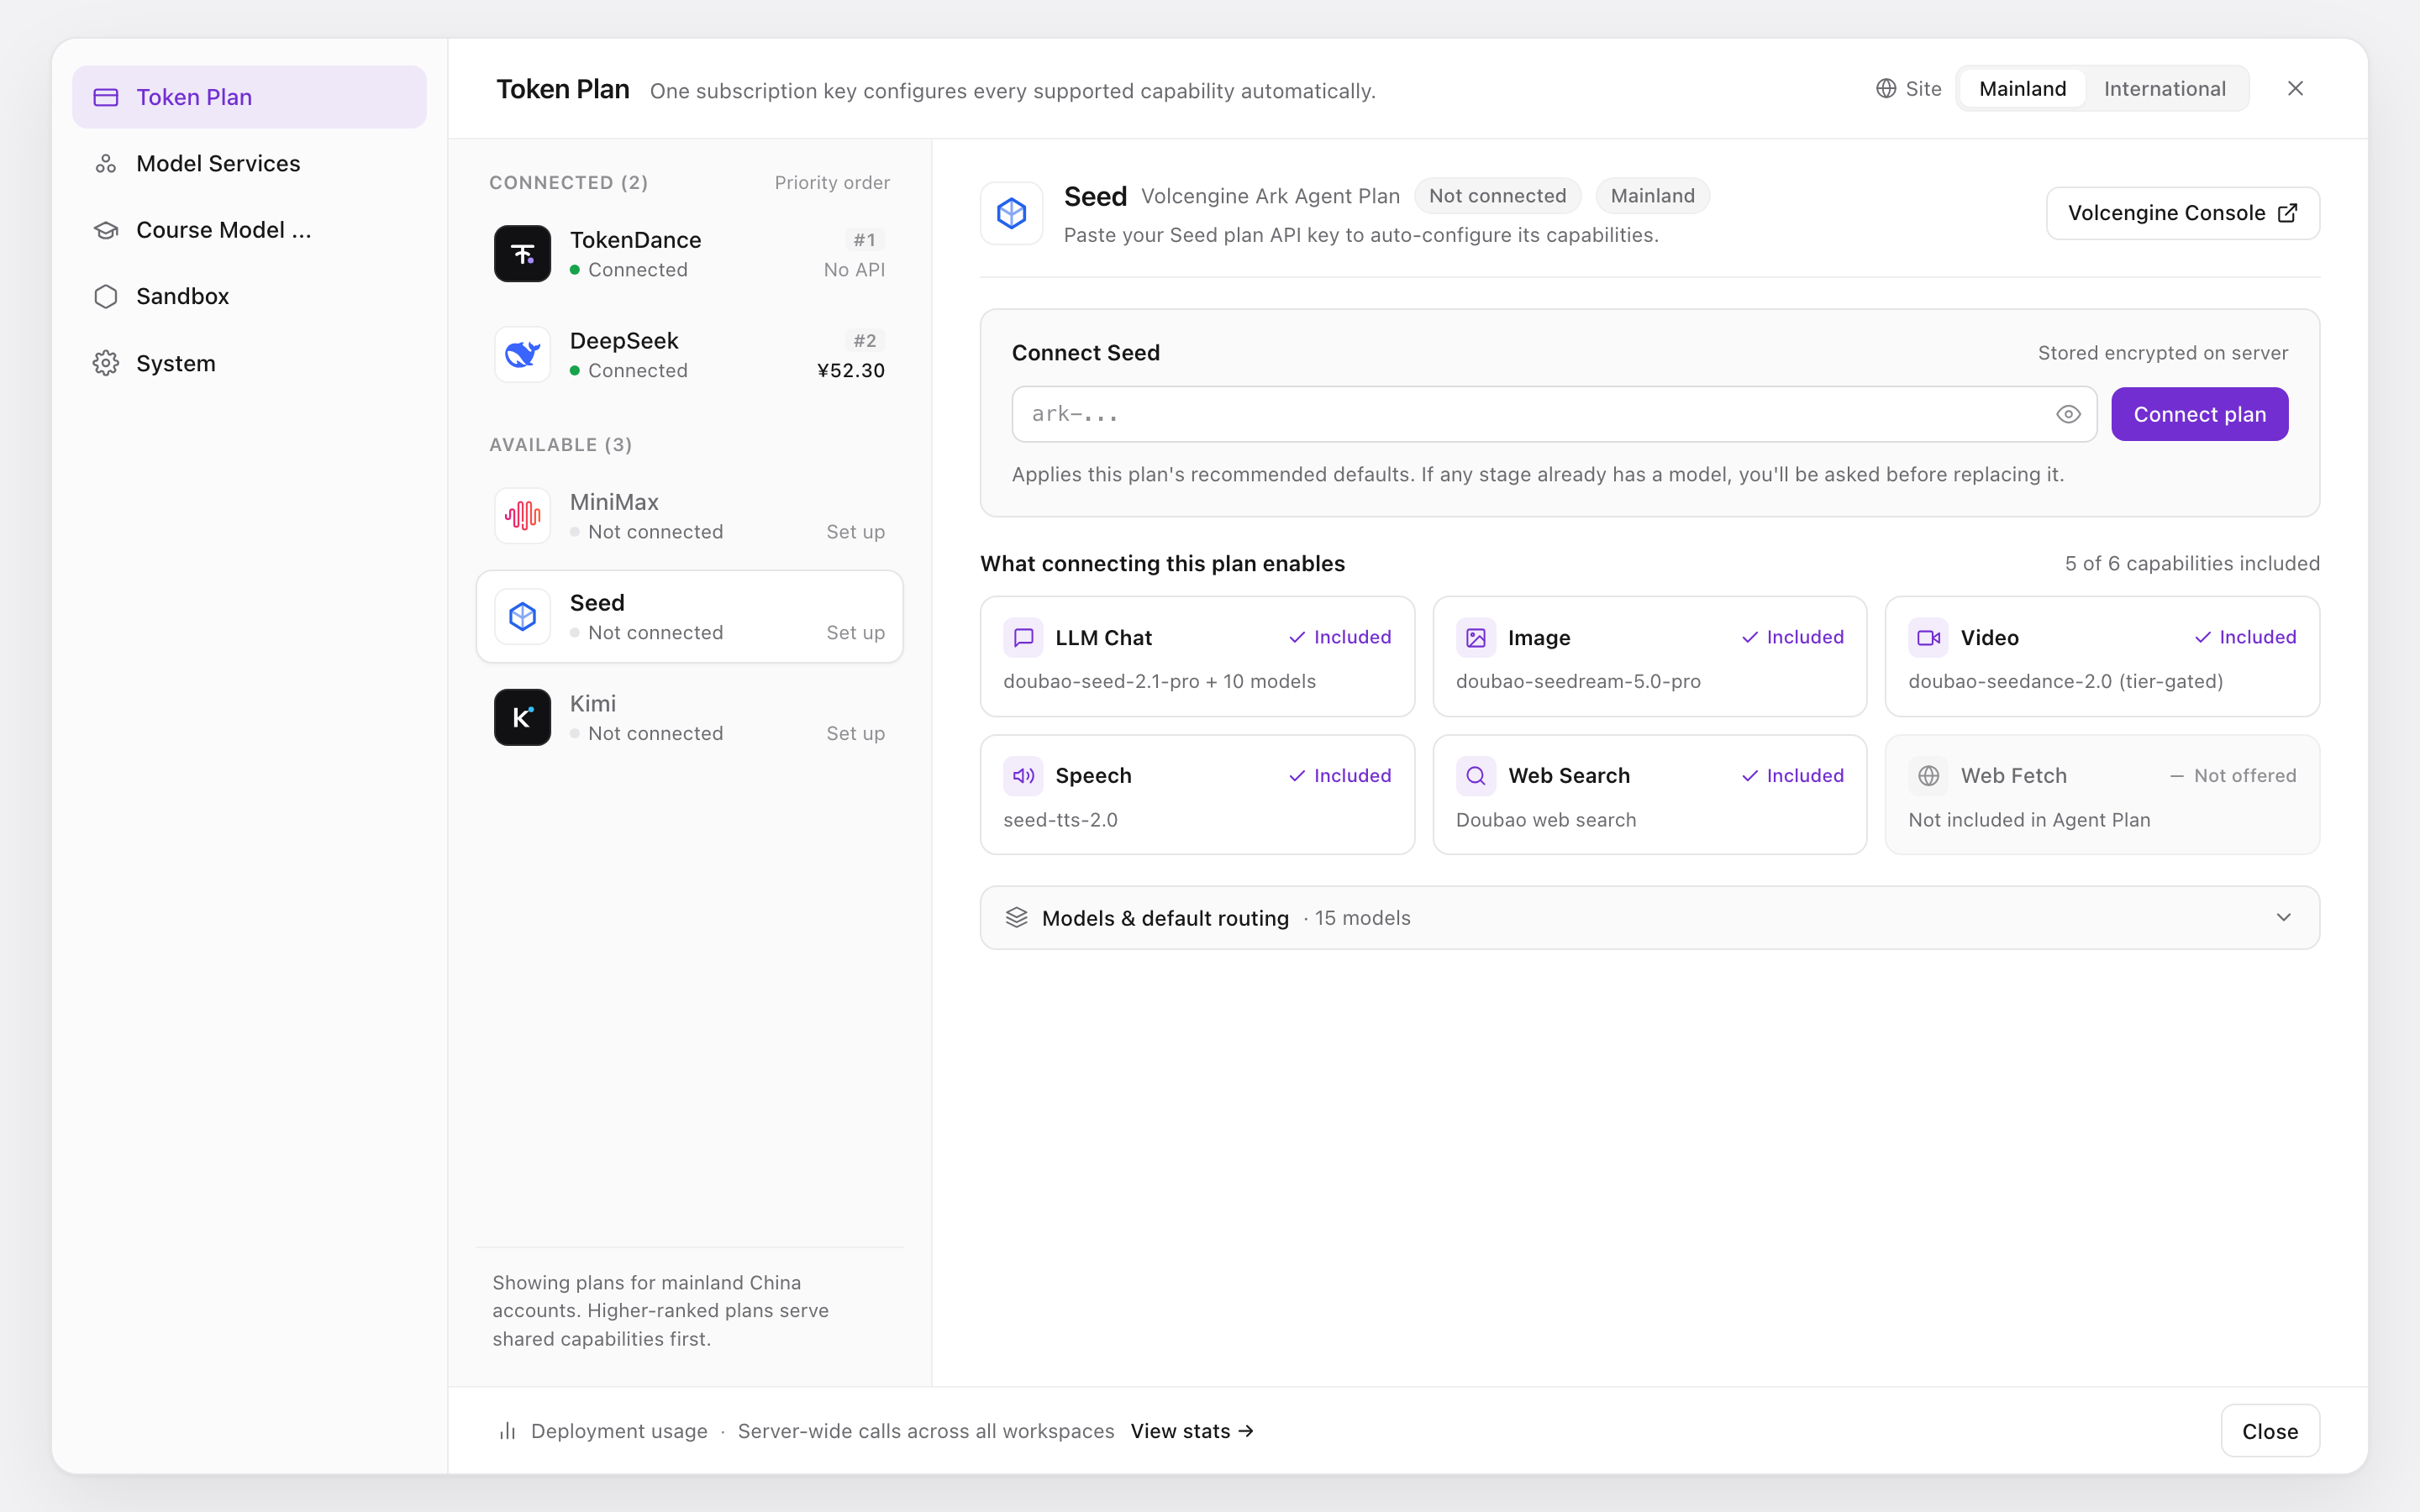 Token Plan
Model Services
Course Model ...
Sandbox
System
Token Plan One subscription key configures every supported capability automatically.
Site Mainland International
CONNECTED (2) Priority order
TokenDance #1
Connected No API
DeepSeek #2
Connected ¥52.30
AVAILABLE (3)
MiniMax
Not connected Set up
Seed
Not connected Set up
Kimi
Not connected Set up
Showing plans for mainland China
accounts. Higher-ranked plans serve
shared capabilities first.
Seed Volcengine Ark Agent Plan Not connected Mainland
Paste your Seed plan API key to auto-configure its capabilities.
Volcengine Console
Connect Seed Stored encrypted on server
ark-...
Connect plan
Applies this plan's recommended defaults. If any stage already has a model, you'll be asked before replacing it.
What connecting this plan enables 5 of 6 capabilities included
LLM Chat Included
doubao-seed-2.1-pro + 10 models
Image Included
doubao-seedream-5.0-pro
Video Included
doubao-seedance-2.0 (tier-gated)
Speech Included
seed-tts-2.0
Web Search Included
Doubao web search
Web Fetch — Not offered
Not included in Agent Plan
Models & default routing · 15 models
Deployment usage · Server-wide calls across all workspaces View stats →
Close